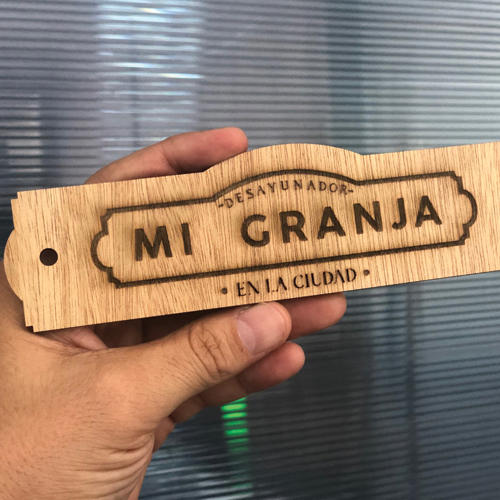 -DESAYUNADOR-
MI GRANJA
• EN LA CIUDAD •